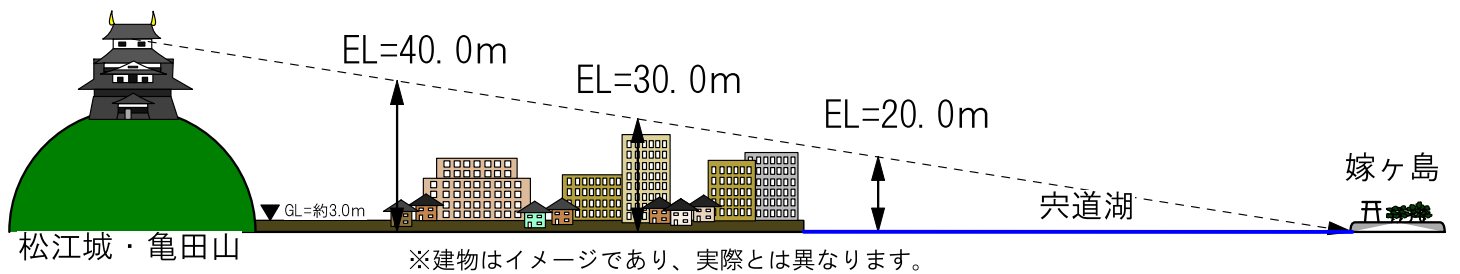 EL=40.0m
EL=30.0m
EL=20.0m
嫁ヶ島
GL=約3.0m
宍道湖
松江城・亀田山
※建物はイメージであり、実際とは異なります。